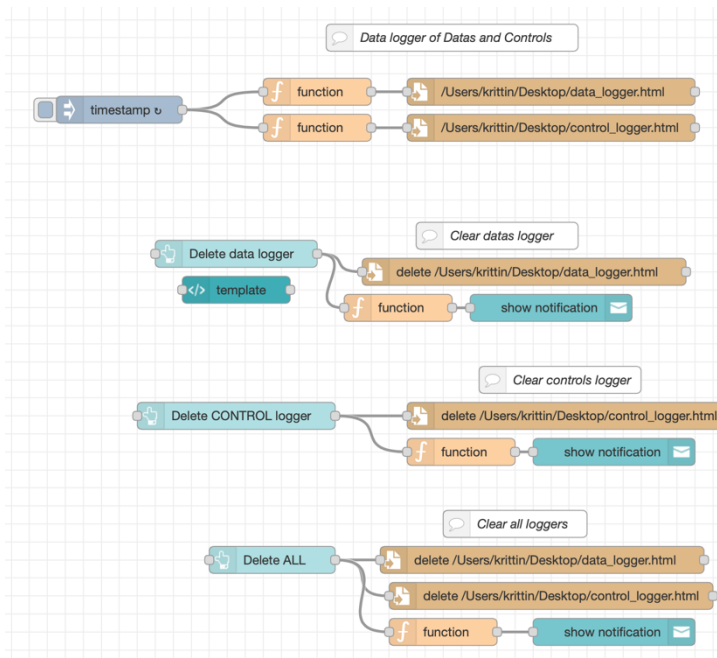 Data logger of Datas and Controls
function
/Users/krittin/Desktop/data_logger.html
timestamp ↻
function
/Users/krittin/Desktop/control_logger.html
Clear datas logger
Delete data logger
delete /Users/krittin/Desktop/data_logger.html
</> template
function
show notification
Clear controls logger
Delete CONTROL logger
delete /Users/krittin/Desktop/control_logger.html
function
show notification
Clear all loggers
Delete ALL
delete /Users/krittin/Desktop/data_logger.html
delete /Users/krittin/Desktop/control_logger.html
function
show notification